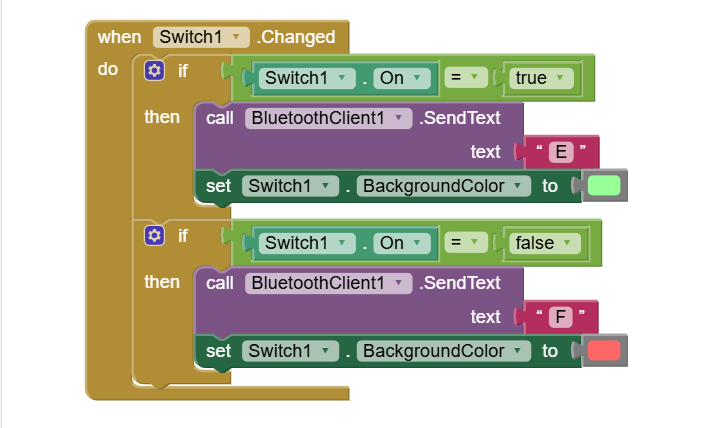 when Switch1 .Changed
do if Switch1 . On = true
then call BluetoothClient1 .SendText
text " E "
set Switch1 . BackgroundColor to
if Switch1 . On = false
then call BluetoothClient1 .SendText
text " F "
set Switch1 . BackgroundColor to